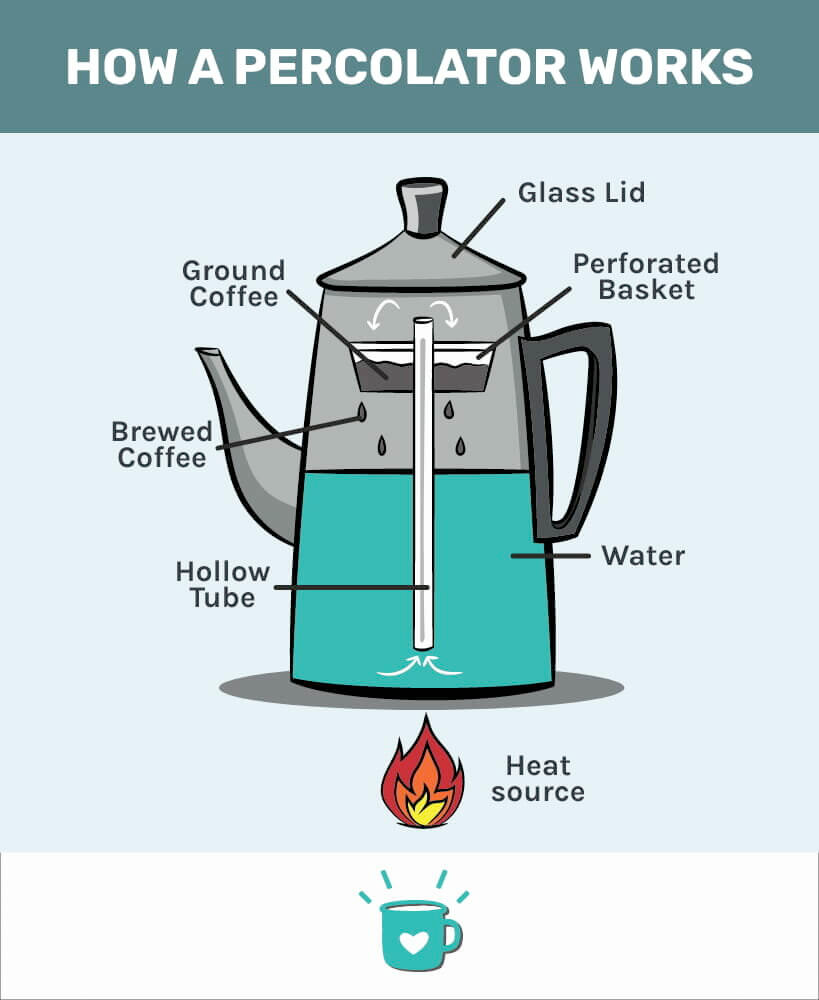 HOW A PERCOLATOR WORKS
Glass Lid
Ground
Coffee
Perforated
Basket
Brewed
Coffee
Hollow
Tube
Water
Heat
source